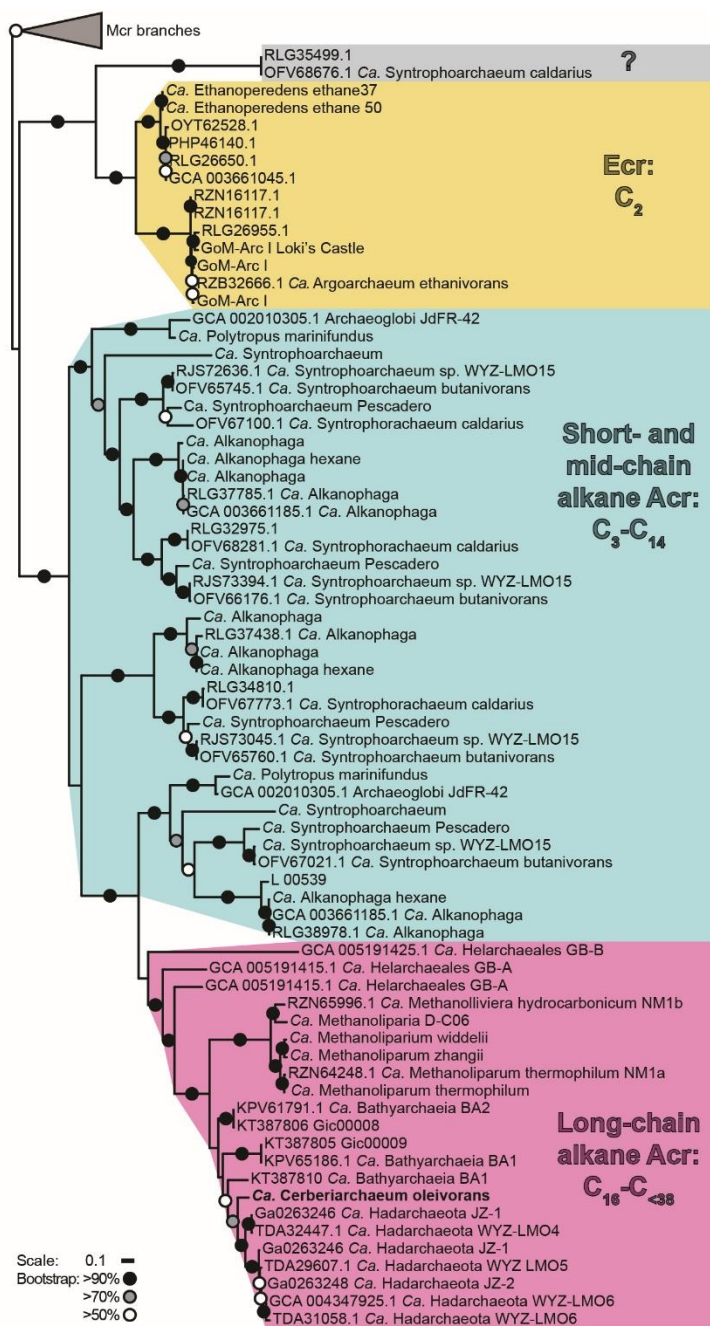 Mcr branches
RLG35499.1
OFV68676.1 Ca. Syntrophoarchaeum caldarius
?
Ca. Ethanoperedens ethane37
Ca. Ethanoperedens ethane 50
OYT62528.1
PHP46140.1
RLG26650.1
GCA 003661045.1
RZN16117.1
RZN16117.1
RLG26955.1
GoM-Arc I Loki's Castle
GoM-Arc I
RZB32666.1 Ca. Argoarchaeum ethanivorans
GoM-Arc I
Ecr:
C2
GCA 002010305.1 Archaeoglobi JdFR-42
Ca. Polytropus marinifundus
Ca. Syntrophoarchaeum
RJS72636.1 Ca. Syntrophoarchaeum sp. WYZ-LMO15
OFV65745.1 Ca. Syntrophoarchaeum butanivorans
Ca. Syntrophoarchaeum Pescadero
OFV67100.1 Ca. Syntrophorachaeum caldarius
Ca. Alkanophaga
Ca. Alkanophaga hexane
Ca. Alkanophaga
RLG37785.1 Ca. Alkanophaga
GCA 003661185.1 Ca. Alkanophaga
RLG32975.1
OFV68281.1 Ca. Syntrophorachaeum caldarius
Ca. Syntrophoarchaeum Pescadero
RJS73394.1 Ca. Syntrophoarchaeum sp. WYZ-LMO15
OFV66176.1 Ca. Syntrophoarchaeum butanivorans
Ca. Alkanophaga
RLG37438.1 Ca. Alkanophaga
Ca. Alkanophaga
Ca. Alkanophaga hexane
RLG34810.1
OFV67773.1 Ca. Syntrophorachaeum caldarius
Ca. Syntrophoarchaeum Pescadero
RJS73045.1 Ca. Syntrophoarchaeum sp. WYZ-LMO15
OFV65760.1 Ca. Syntrophoarchaeum butanivorans
Ca. Polytropus marinifundus
GCA 002010305.1 Archaeoglobi JdFR-42
Ca. Syntrophoarchaeum
Ca. Syntrophoarchaeum Pescadero
Ca. Syntrophoarchaeum sp. WYZ-LMO15
OFV67021.1 Ca. Syntrophoarchaeum butanivorans
L 00539
Ca. Alkanophaga hexane
GCA 003661185.1 Ca. Alkanophaga
RLG38978.1 Ca. Alkanophaga
Short- and
mid-chain
alkane Acr:
C3-C14
GCA 005191425.1 Ca. Helarchaeales GB-B
GCA 005191415.1 Ca. Helarchaeales GB-A
GCA 005191415.1 Ca. Helarchaeales GB-A
RZN65996.1 Ca. Methanolliviera hydrocarbonicum NM1b
Ca. Methanoliparia D-C06
Ca. Methanoliparium widdelii
Ca. Methanoliparum zhangii
RZN64248.1 Ca. Methanoliparum thermophilum NM1a
Ca. Methanoliparum thermophilum
KPV61791.1 Ca. Bathyarchaeia BA2
KT387806 Gic00008
KT387805 Gic00009
KPV65186.1 Ca. Bathyarchaeia BA1
KT387810 Ca. Bathyarchaeia BA1
Ca. Cerberiarchaeum oleivorans
Ga0263246 Ca. Hadarchaeota JZ-1
TDA32447.1 Ca. Hadarchaeota WYZ-LMO4
Ga0263246 Ca. Hadarchaeota JZ-1
TDA29607.1 Ca. Hadarchaeota WYZ LMO5
Ga0263248 Ca. Hadarchaeota JZ-2
GCA 004347925.1 Ca. Hadarchaeota WYZ-LMO6
TDA31058.1 Ca. Hadarchaeota WYZ-LMO6
Long-chain
alkane Acr:
C16-C<38
Scale: 0.1
Bootstrap: >90%
>70%
>50%